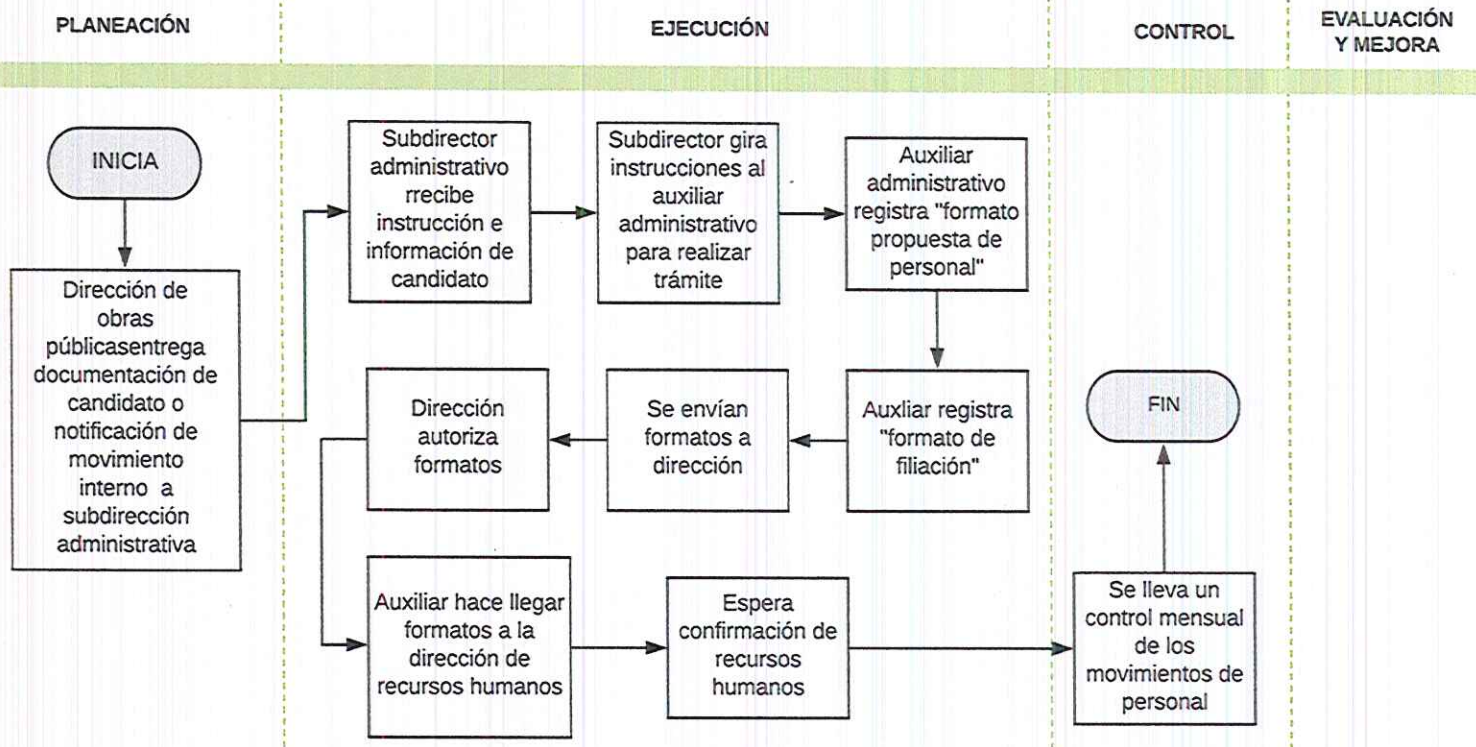 PLANEACIÓN
EJECUCIÓN
CONTROL
EVALUACIÓN
Y MEJORA
INICIA
Dirección de
obras
públicasentrega
documentación de
candidato o
notificación de
movimiento
interno a
subdirección
administrativa
Subdirector
administrativo
rrecibe
instrucción e
información de
candidato
Subdirector gira
instrucciones al
auxiliar
administrativo
para realizar
trámite
Auxiliar
administrativo
registra "formato
propuesta de
personal"
Auxliar registra
"formato de
filiación"
Se envían
formatos a
dirección
Dirección
autoriza
formatos
Auxiliar hace llegar
formatos a la
dirección de
recursos humanos
Espera
confirmación de
recursos
humanos
Se lleva un
control mensual
de los
movimientos de
personal
FIN